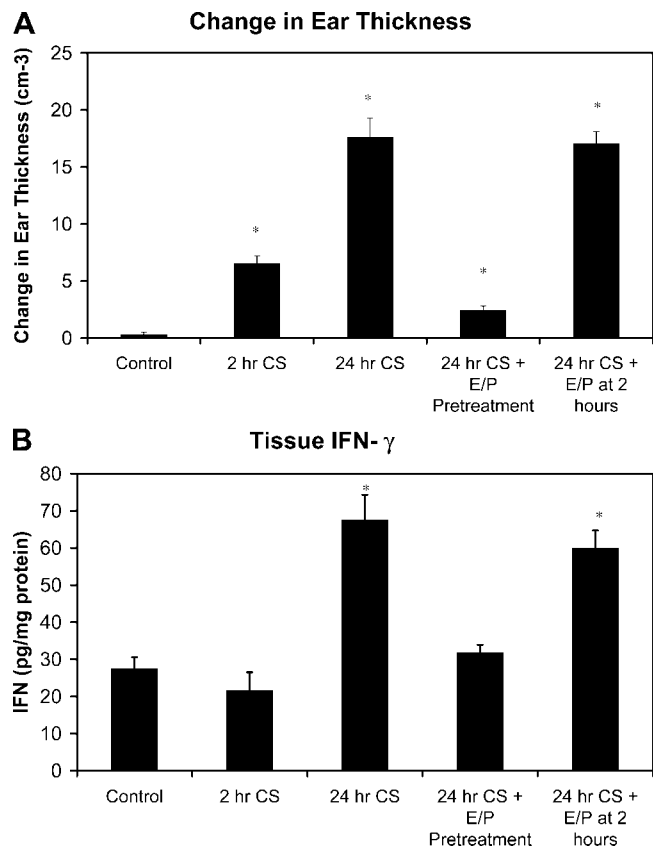 A
Change in Ear Thickness
Change in Ear Thickness (cm-3)
25
20
15
10
5
0
*
*
*
*
Control
2 hr CS
24 hr CS
24 hr CS +
E/P
Pretreatment
24 hr CS +
E/P at 2
hours
B
Tissue IFN- γ
IFN (pg/mg protein)
80
70
60
50
40
30
20
10
0
*
*
Control
2 hr CS
24 hr CS
24 hr CS +
E/P
Pretreatment
24 hr CS +
E/P at 2
hours